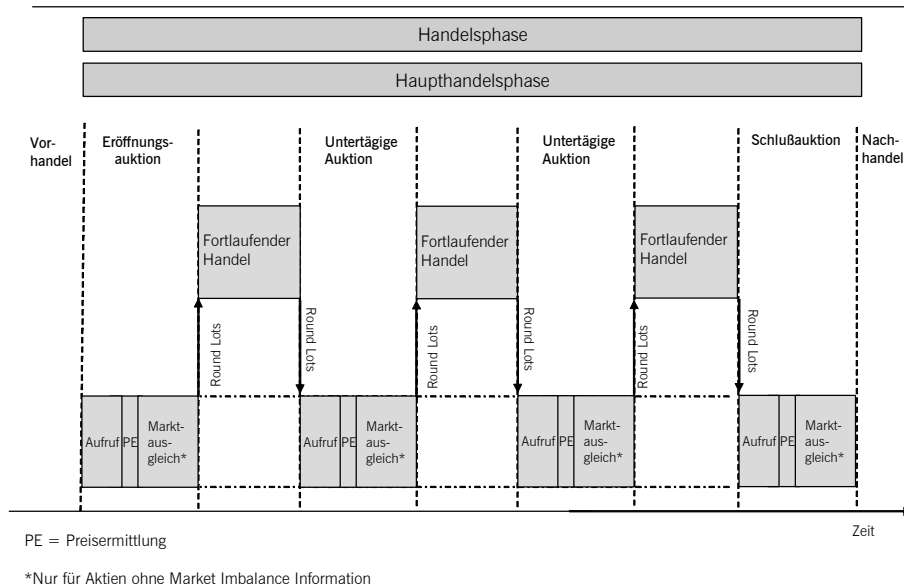 Handelsphase
Haupthandelsphase
Vor-
handel
Eröffnungs-
auktion
Untertägige
Auktion
Untertägige
Auktion
Schlußauktion
Nach-
handel
Fortlaufender
Handel
Fortlaufender
Handel
Fortlaufender
Handel
Round Lots
Round Lots
Round Lots
Round Lots
Round Lots
Round Lots
Aufruf
PE
Markt-
aus-
gleich*
Aufruf
PE
Markt-
aus-
gleich*
Aufruf
PE
Markt-
aus-
gleich*
Aufruf
PE
Markt-
aus-
gleich*
Zeit
PE = Preisermittlung
*Nur für Aktien ohne Market Imbalance Information